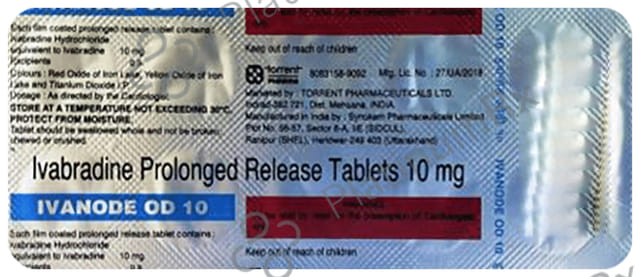 Each film coated prolonged release tablet contains :
Ivabradine Hydrochloride
equivalent to Ivabradine 10 mg
Excipients q.s.
Colours : Red Oxide of Iron Lake, Yellow Oxide of Iron
Lake and Titanium Dioxide I.P.
Dosage : As directed by the Cardiologist.
STORE AT A TEMPERATURE NOT EXCEEDING 30°C.
PROTECT FROM MOISTURE.
Tablet should be swallowed whole and not be broken,
chewed or crushed.
Keep out of reach of children
torrent
PHARMA
8083158-9092 Mfg. Lic. No. : 27/UA/2018
Marketed by : TORRENT PHARMACEUTICALS LTD.
Indrad-382 721, Dist. Mehsana, INDIA.
Manufactured in India by : Synokem Pharmaceuticals Limited
Plot No. 56-57, Sector 6-A, I.E. (SIDCUL),
Ranipur (BHEL), Haridwar-249 403 (Uttarakhand)
Ivabradine Prolonged Release Tablets 10 mg
IVANODE OD 10
Each film coated prolonged release tablet contains :
Ivabradine Hydrochloride
equivalent to Ivabradine 10 mg
Keep out of reach of children
IVANODE OD 10